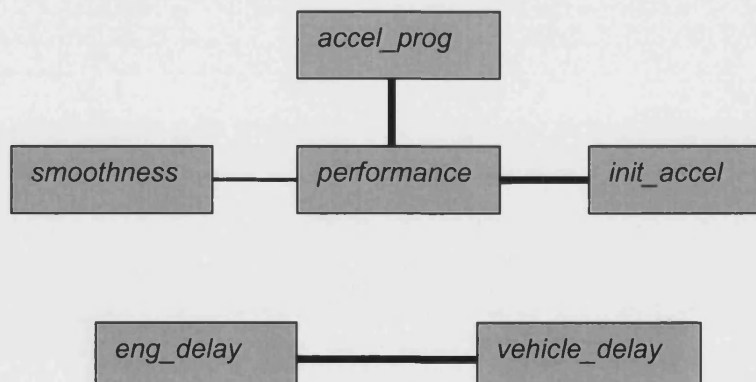 accel_prog
smoothness
performance
init_accel
eng_delay
vehicle_delay